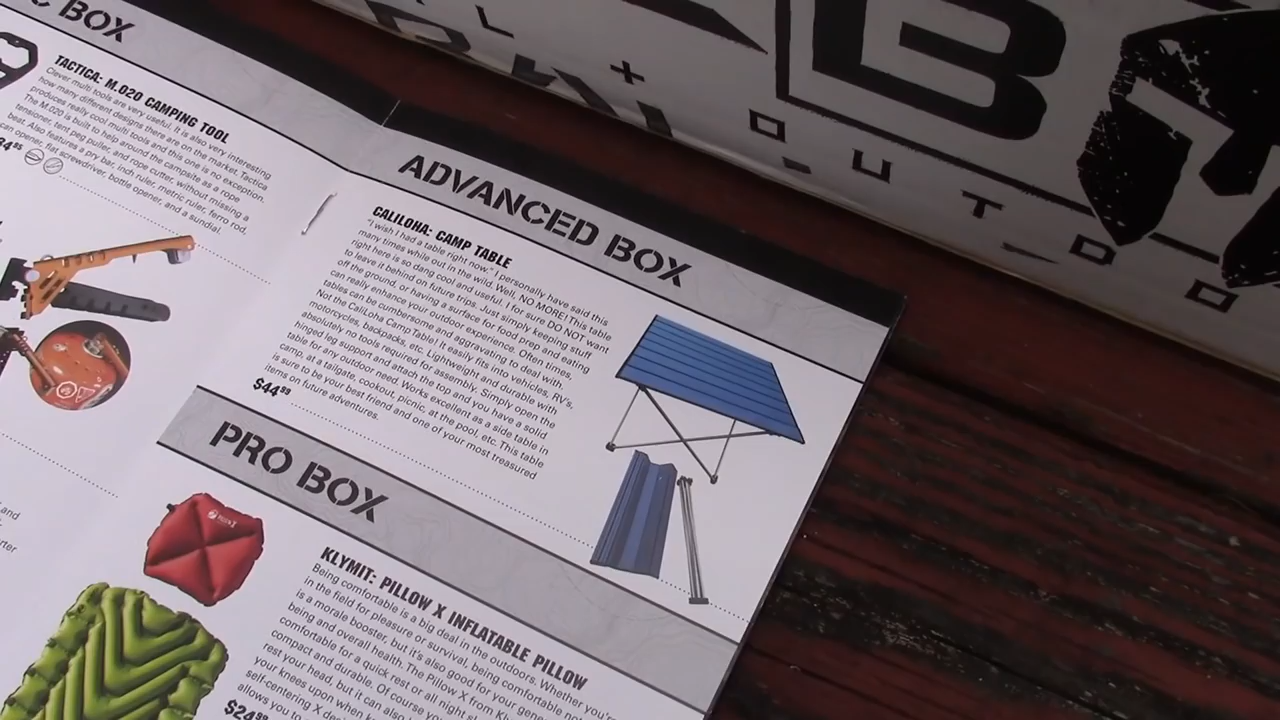 C BOX
TACTICA: M.020 CAMPING TOOL
Clever multi tools are very useful. It is also very interesting
how many different designs there are on the market. Tactica
produces really cool multi tools and this one is no exception.
The M.020 is built to help around the campsite as a rope
tensioner, tent peg puller, and rope cutter, without missing a
beat. Also features a pry bar, inch ruler, metric ruler, ferro rod,
can opener, flat screwdriver, bottle opener, and a sundial.
ADVANCED BOX
CALILOHA: CAMP TABLE
"I wish I had a table right now." I personally have said this
many times while out in the wild. Well, NO MORE! This table
right here is so dang cool and useful. I for sure DO NOT want
to leave it behind on future trips. Just simply keeping stuff
off the ground, or having a surface for food prep and eating
can really enhance your outdoor experience. Often times,
tables can be cumbersome and aggravating to deal with.
Not the CaliLoha Camp Table! It easily fits into vehicles, RV's,
motorcycles, backpacks, etc. Lightweight and durable with
absolutely no tools required for assembly. Simply open the
hinged leg support and attach the top and you have a solid
table for any outdoor need. Works excellent as a side table in
camp, at a tailgate, cookout, picnic, at the pool, etc. This table
is sure to be your best friend and one of your most treasured
items on future adventures.
$44⁹⁹
PRO BOX
KLYMIT: PILLOW X INFLATABLE PILLOW
Being comfortable is a big deal in the outdoors. Whether you're
in the field for pleasure or survival, being comfortable not
is a morale booster, but it's also good for your
being and overall health. The Pillow X from
comfortable for a quick rest or all night
compact and durable. Of course
rest your head, but it can also
your knees upon when
self-centering X
allows you to
$24⁹⁹
and
B
OUTDO